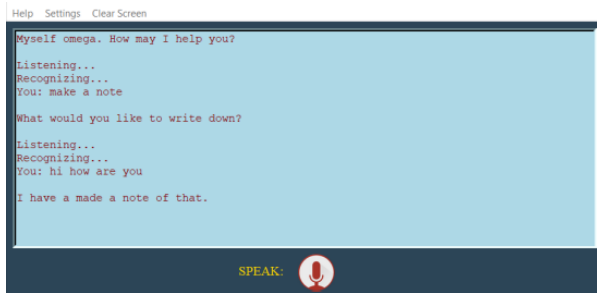 Help Settings Clear Screen
Myself omega. How may I help you?
Listening...
Recognizing...
You: make a note
What would you like to write down?
Listening...
Recognizing...
You: hi how are you
I have a made a note of that.
SPEAK: